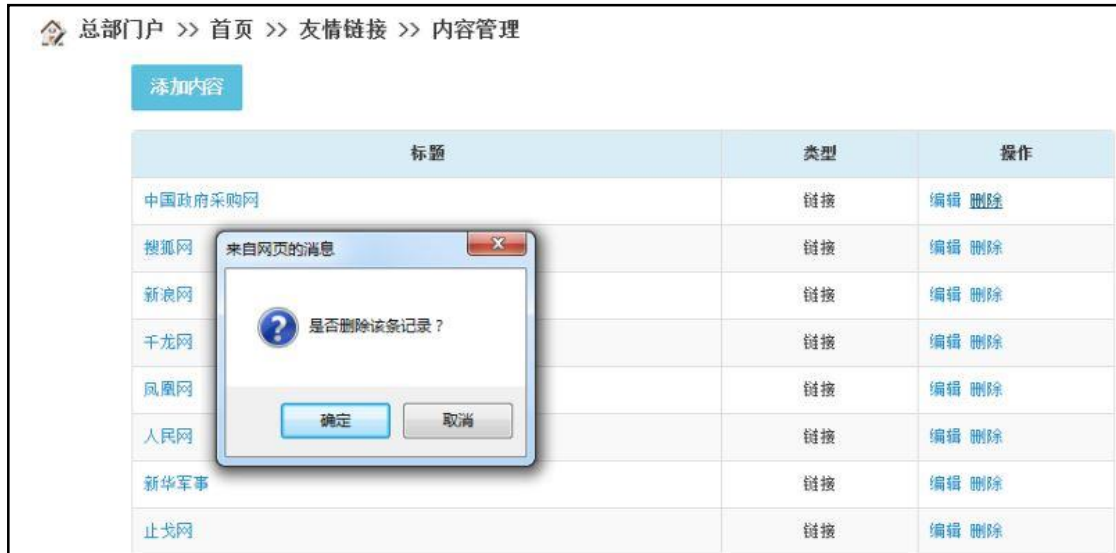 总部门户 >> 首页 >> 友情链接 >> 内容管理
添加内容
标题 类型 操作
中国政府采购网 链接 编辑 删除
搜狐网 链接 编辑 删除
新浪网 链接 编辑 删除
千龙网 链接 编辑 删除
凤凰网 链接 编辑 删除
人民网 链接 编辑 删除
新华军事 链接 编辑 删除
止戈网 链接 编辑 删除
来自网页的消息
是否删除该条记录？
确定 取消